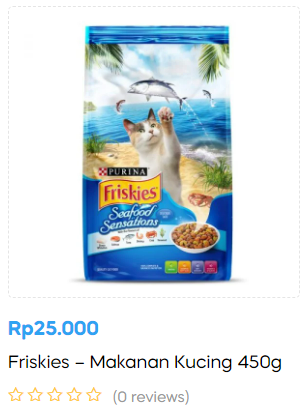 PURINA
Friskies
Seafood
Sensations
Rp25.000
Friskies – Makanan Kucing 450g
(0 reviews)